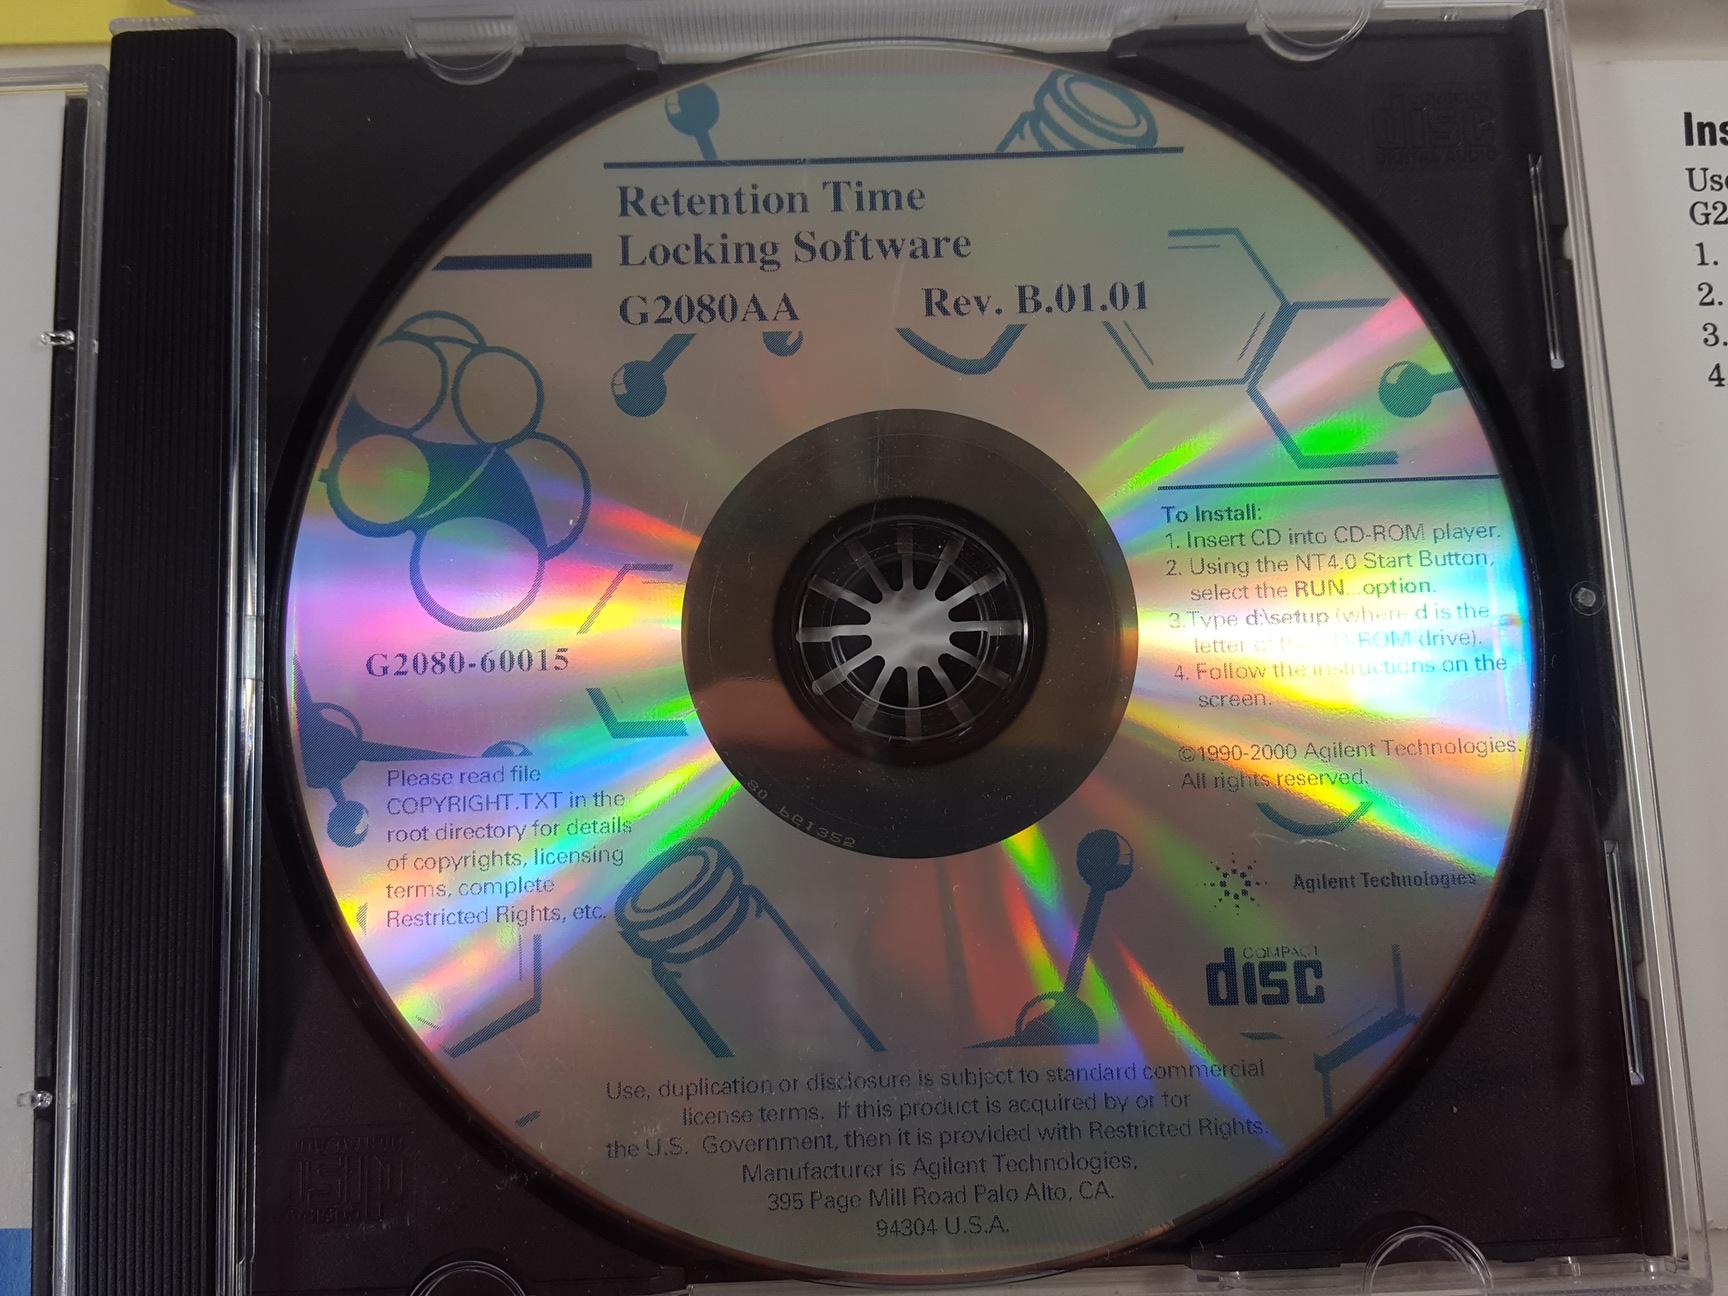 Retention Time
Locking Software
G2080AA Rev. B.01.01
To Install:
1. Insert CD into CD-ROM player.
2. Using the NT4.0 Start Button,
select the RUN...option.
3.Type d:\setup (where d is the
letter of the CD-ROM drive).
4. Follow the instructions on the
screen.
©1990-2000 Agilent Technologies.
All rights reserved.
G2080-60015
Please read file
COPYRIGHT.TXT in the
root directory for details
of copyrights, licensing
terms, complete
Restricted Rights, etc.
Agilent Technologies
COMPACT
disc
Use, duplication or disclosure is subject to standard commercial
license terms. If this product is acquired by or for
the U.S. Government, then it is provided with Restricted Rights.
Manufacturer is Agilent Technologies,
395 Page Mill Road Palo Alto, CA.
94304 U.S.A.
disc
DIGITAL AUDIO
Ins
Use
G2
1.
2.
3.
4